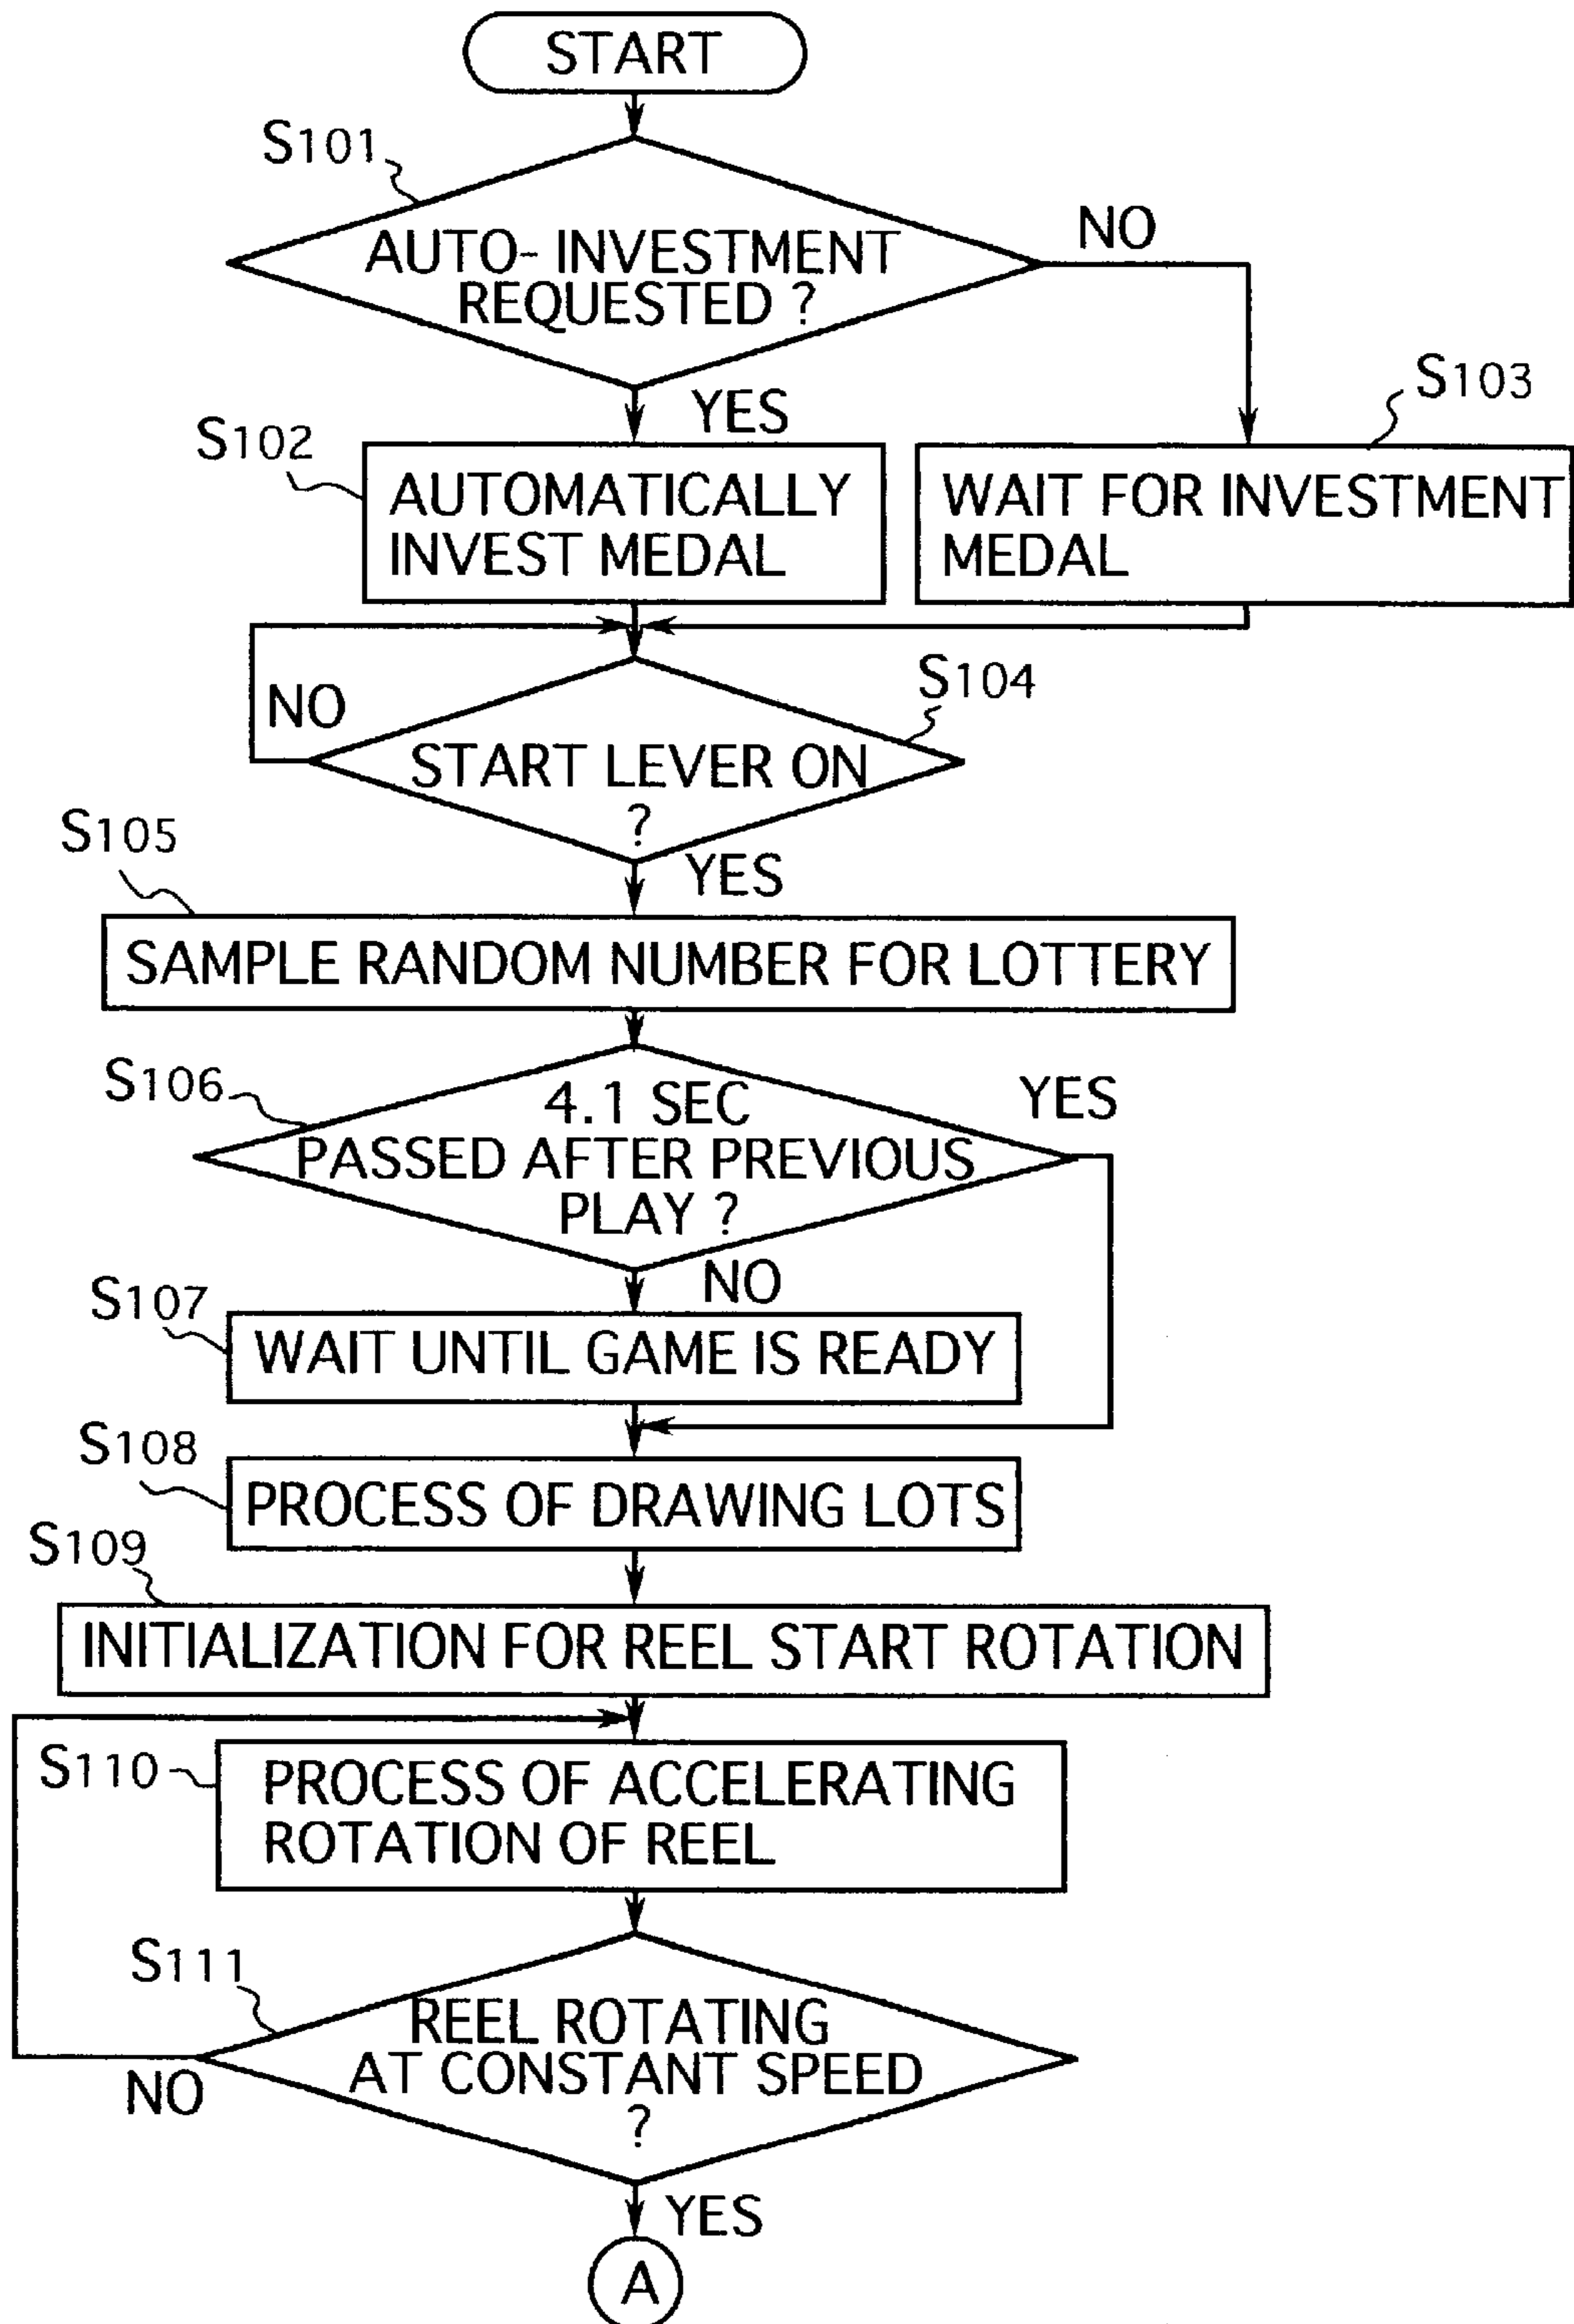 START
S101
AUTO- INVESTMENT
REQUESTED ?
NO
YES
S102
AUTOMATICALLY
INVEST MEDAL
S103
WAIT FOR INVESTMENT
MEDAL
NO
S104
START LEVER ON
?
YES
S105
SAMPLE RANDOM NUMBER FOR LOTTERY
S106
4.1 SEC
PASSED AFTER PREVIOUS
PLAY ?
YES
NO
S107
WAIT UNTIL GAME IS READY
S108
PROCESS OF DRAWING LOTS
S109
INITIALIZATION FOR REEL START ROTATION
S110
PROCESS OF ACCELERATING
ROTATION OF REEL
S111
REEL ROTATING
AT CONSTANT SPEED
?
NO
YES
A